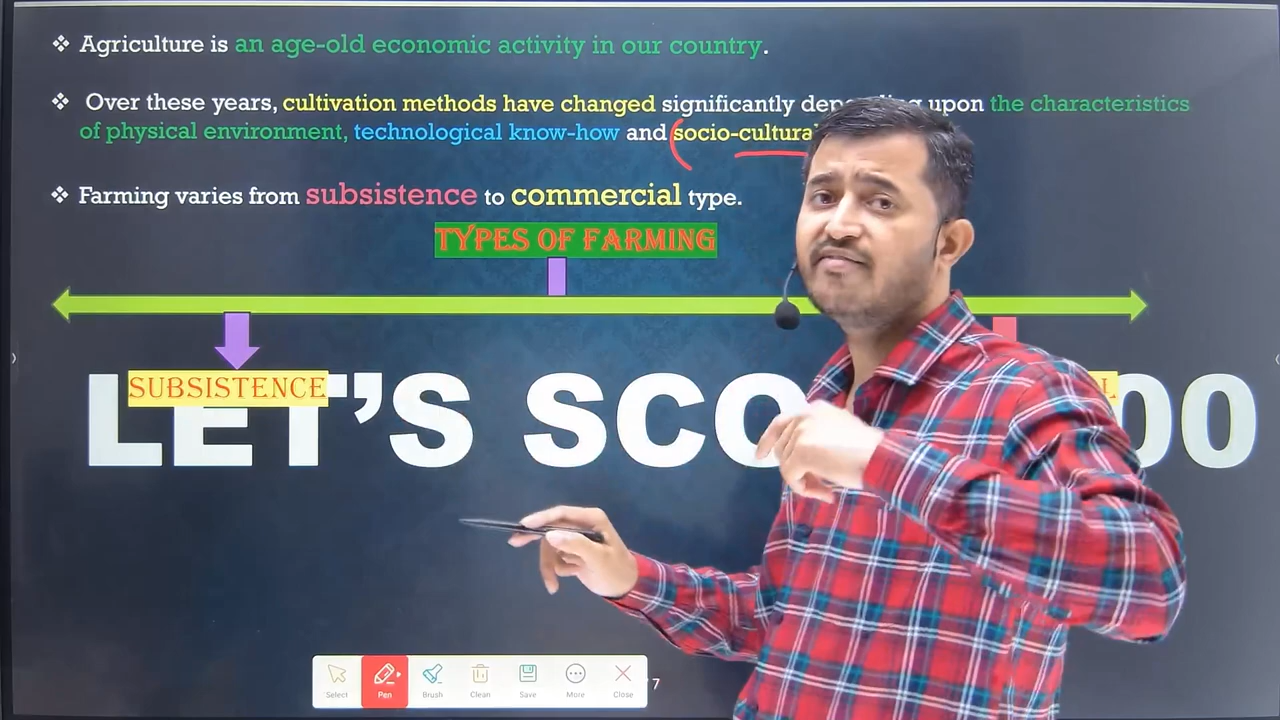 ❖ Agriculture is an age-old economic activity in our country.
❖ Over these years, cultivation methods have changed significantly depending upon the characteristics
of physical environment, technological know-how and socio-cultural
❖ Farming varies from subsistence to commercial type.
TYPES OF FARMING
SUBSISTENCE
LET'S SCO 00
Select
Pen
Brush
Clean
Save
More
Close
7